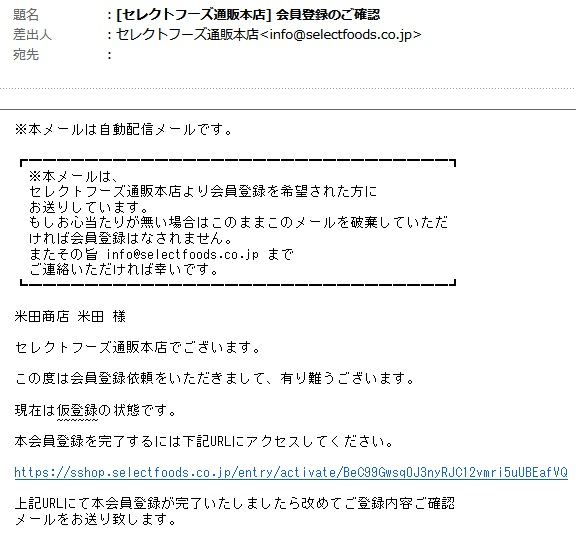 題名 : [セレクトフーズ通販本店] 会員登録のご確認
差出人 : セレクトフーズ通販本店<info@selectfoods.co.jp>
宛先 :
※本メールは自動配信メールです。
※本メールは、
セレクトフーズ通販本店より会員登録を希望された方に
お送りしています。
もしお心当たりが無い場合はこのままこのメールを破棄していただ
ければ会員登録はなされません。
またその旨 info@selectfoods.co.jp まで
ご連絡いただければ幸いです。
米田商店 米田 様
セレクトフーズ通販本店でございます。
この度は会員登録依頼をいただきまして、有り難うございます。
現在は仮登録の状態です。
本会員登録を完了するには下記URLにアクセスしてください。
https://sshop.selectfoods.co.jp/entry/activate/BeC99GwsqOJ3nyRJC12vmri5uUBEafVQ
上記URLにて本会員登録が完了いたしましたら改めてご登録内容ご確認
メールをお送り致します。